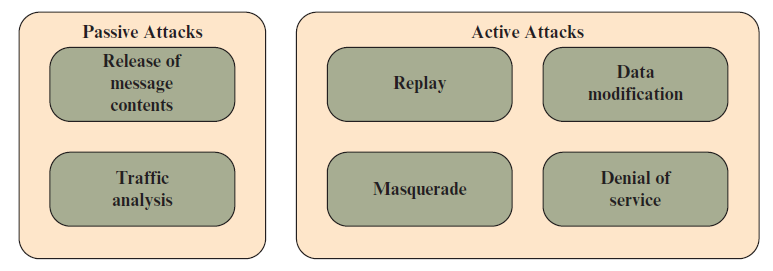 Passive Attacks
Release of
message
contents
Traffic
analysis
Active Attacks
Replay
Data
modification
Masquerade
Denial of
service